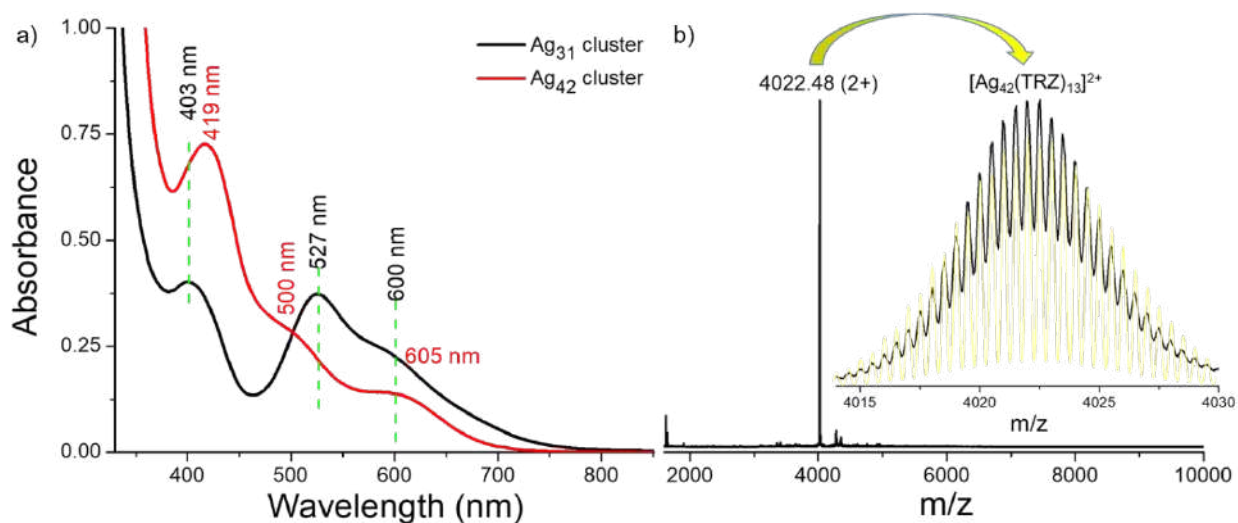 a)
1.00
0.75
0.50
0.25
0.00
Absorbance
403 nm
419 nm
500 nm
527 nm
600 nm
605 nm
Ag31 cluster
Ag42 cluster
400 500 600 700 800
Wavelength (nm)
b)
4022.48 (2+)
[Ag42(TRZ)13]2+
4015 4020 4025 4030
m/z
2000 4000 6000 8000 10000
m/z